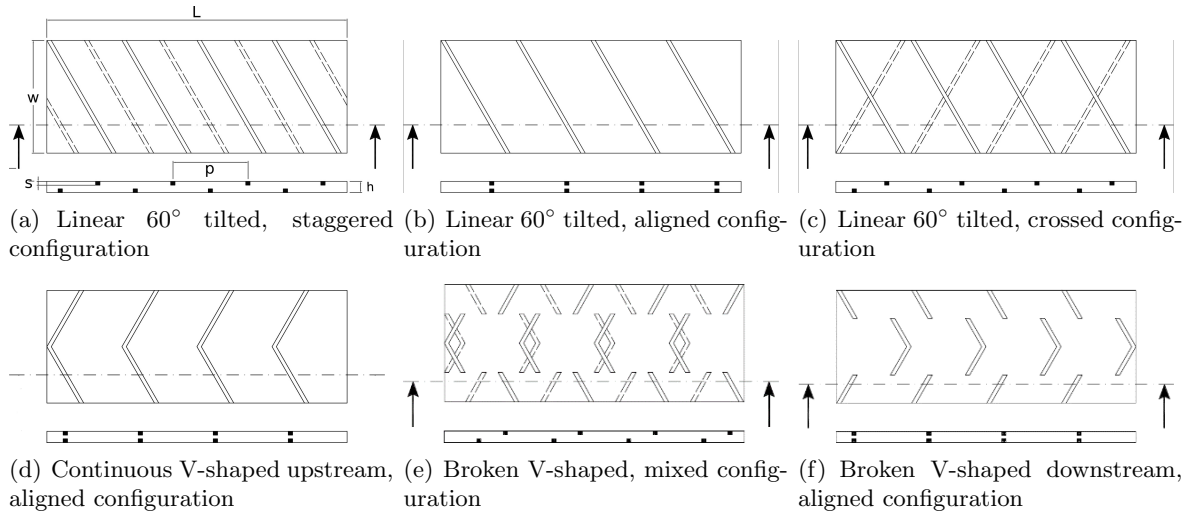 L
w
p
s
h
(a) Linear 60° tilted, staggered
configuration
(b) Linear 60° tilted, aligned config-
uration
(c) Linear 60° tilted, crossed config-
uration
(d) Continuous V-shaped upstream,
aligned configuration
(e) Broken V-shaped, mixed config-
uration
(f) Broken V-shaped downstream,
aligned configuration